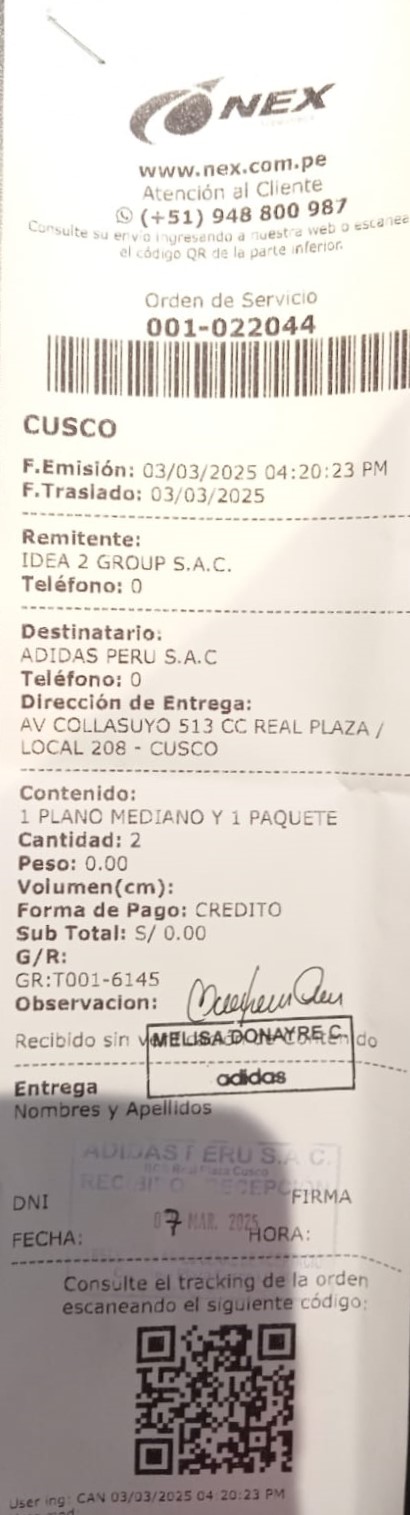 NEX
www.nex.com.pe
Atención al Cliente
(+51) 948 800 987
Consulte su envío ingresando a nuestra web o escanee
el código QR de la parte inferior.
Orden de Servicio
001-022044
CUSCO
F.Emisión: 03/03/2025 04:20:23 PM
F.Traslado: 03/03/2025
Remitente:
IDEA 2 GROUP S.A.C.
Teléfono: 0
Destinatario:
ADIDAS PERU S.A.C
Teléfono: 0
Dirección de Entrega:
AV COLLASUYO 513 CC REAL PLAZA /
LOCAL 208 - CUSCO
Contenido:
1 PLANO MEDIANO Y 1 PAQUETE
Cantidad: 2
Peso: 0.00
Volumen(cm):
Forma de Pago: CREDITO
Sub Total: S/ 0.00
G/R:
GR:T001-6145
Observacion:
Recibido sin
MELISA DONAYRE C.
adidas
Entrega
Nombres y Apellidos
S.A.C.
Real Plaza Cusco
DNI
FIRMA
07 MAR. 2025
FECHA:
HORA:
Consulte el tracking de la orden
escaneando el siguiente código:
User ing: CAN 03/03/2025 04:20:23 PM